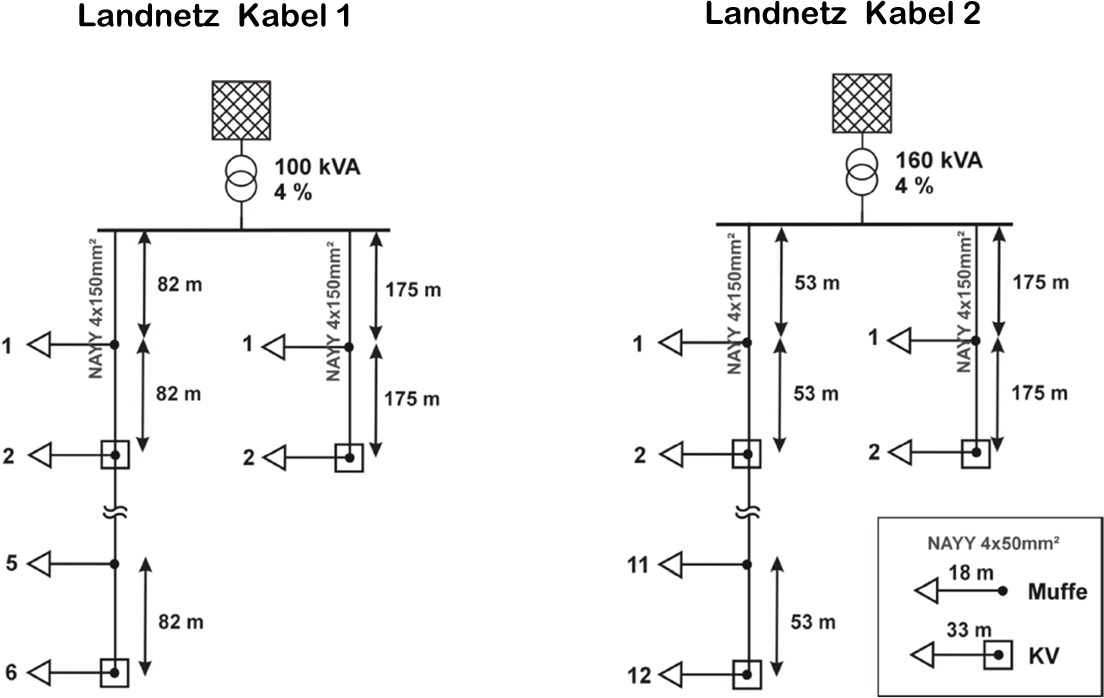 Landnetz Kabel 1
100 kVA
4 %
NAYY 4x150mm²
82 m
1
82 m
2
5
82 m
6
NAYY 4x150mm²
175 m
1
175 m
2
Landnetz Kabel 2
160 kVA
4 %
NAYY 4x150mm²
53 m
1
53 m
2
11
53 m
12
NAYY 4x150mm²
175 m
1
175 m
2
NAYY 4x50mm²
18 m
Muffe
33 m
KV